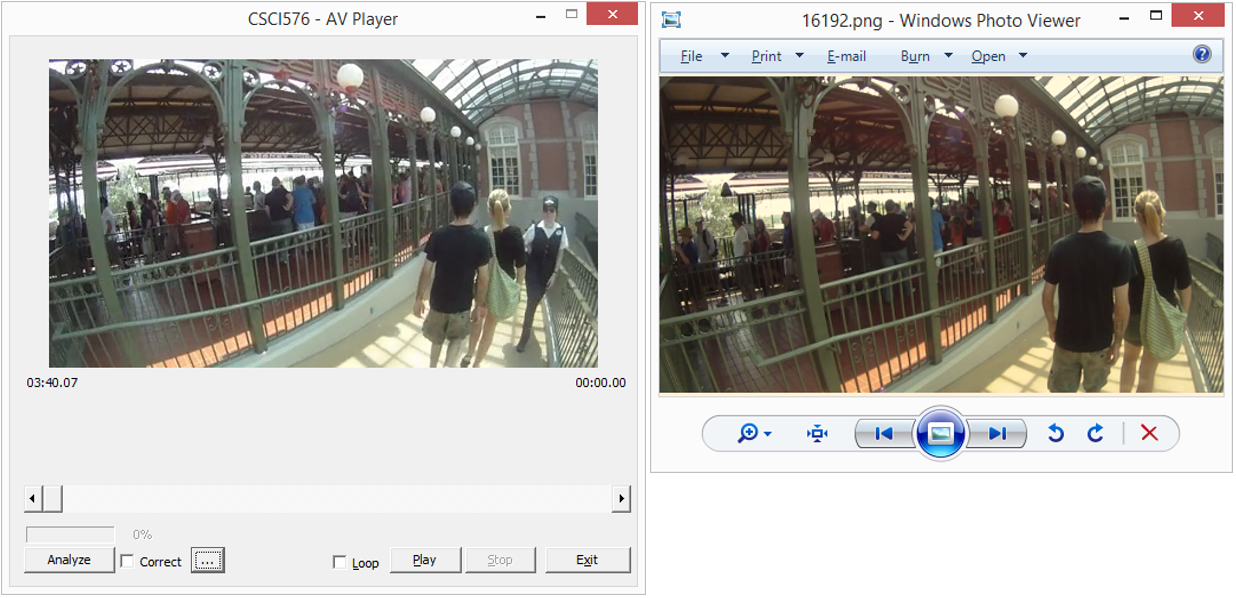 CSCI576 - AV Player
03:40.07
00:00.00
0%
Analyze
Correct
...
Loop
Play
Stop
Exit
16192.png - Windows Photo Viewer
File
Print
E-mail
Burn
Open
?